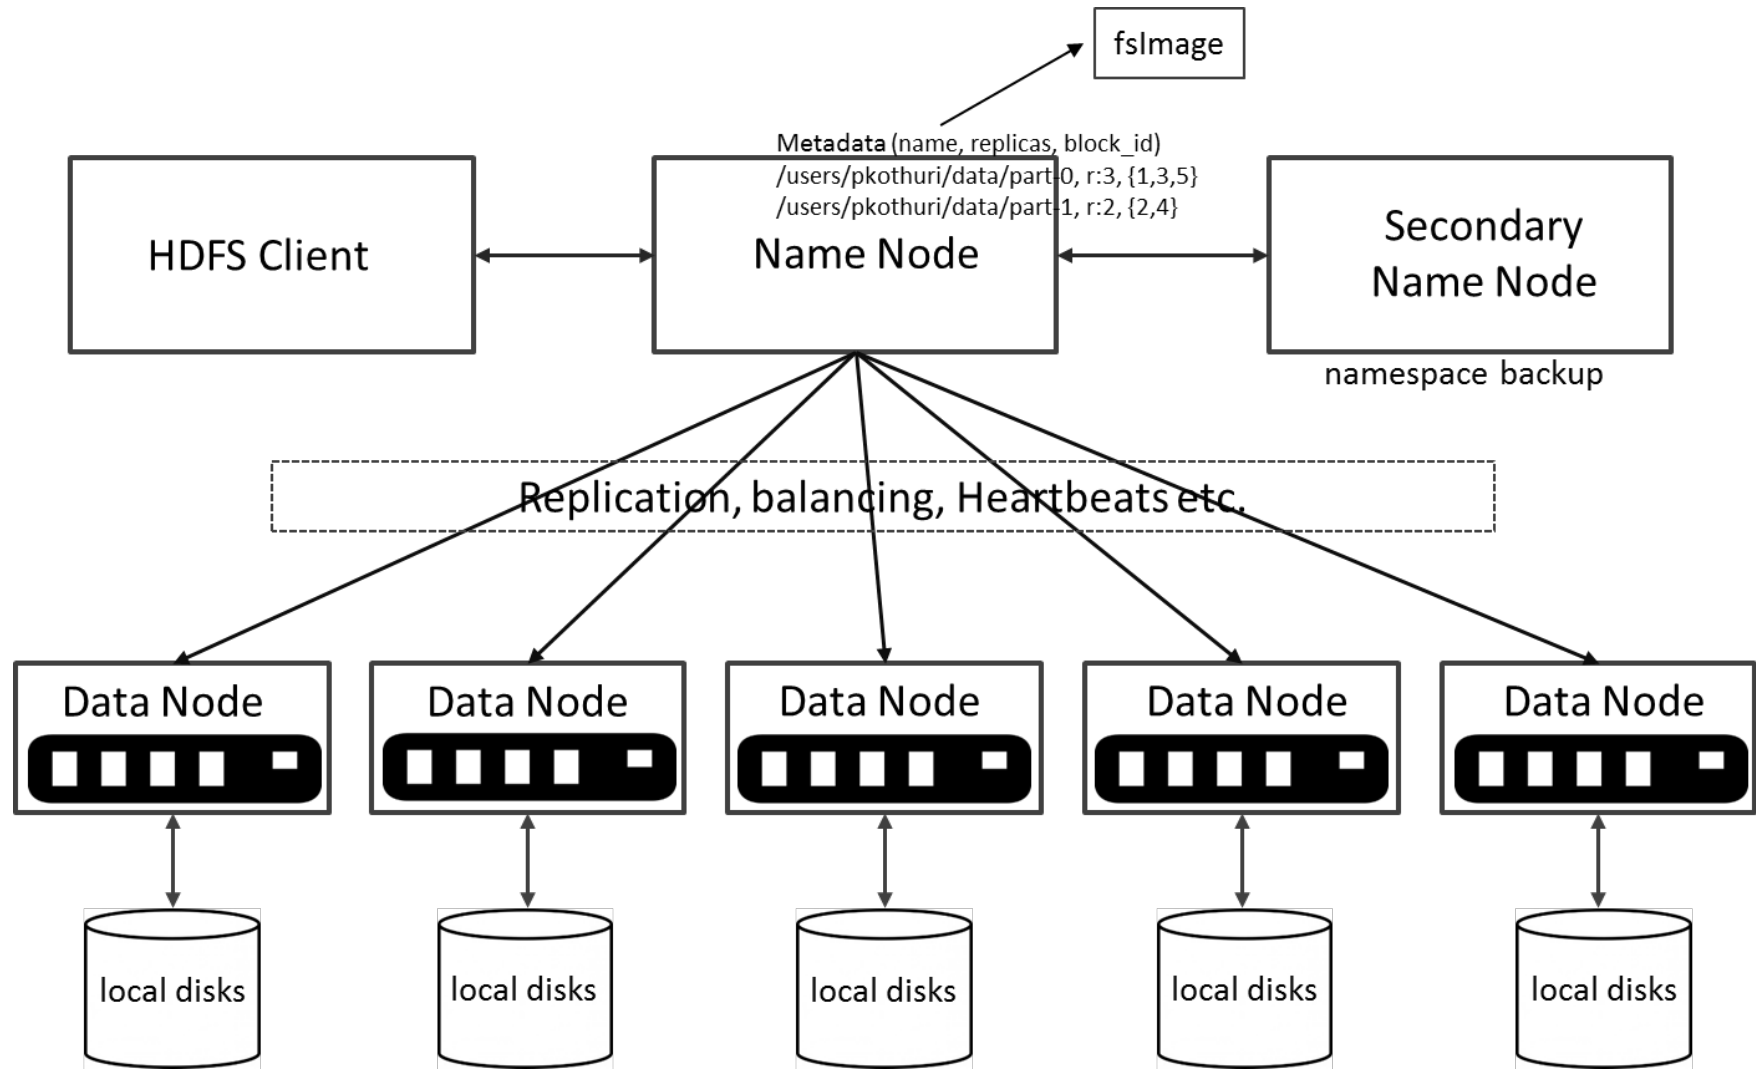 fsImage
Metadata (name, replicas, block_id)
/users/pkothuri/data/part-0, r:3, {1,3,5}
/users/pkothuri/data/part-1, r:2, {2,4}
HDFS Client
Name Node
Secondary
Name Node
namespace backup
Replication, balancing, Heartbeats etc.
Data Node
Data Node
Data Node
Data Node
Data Node
local disks
local disks
local disks
local disks
local disks